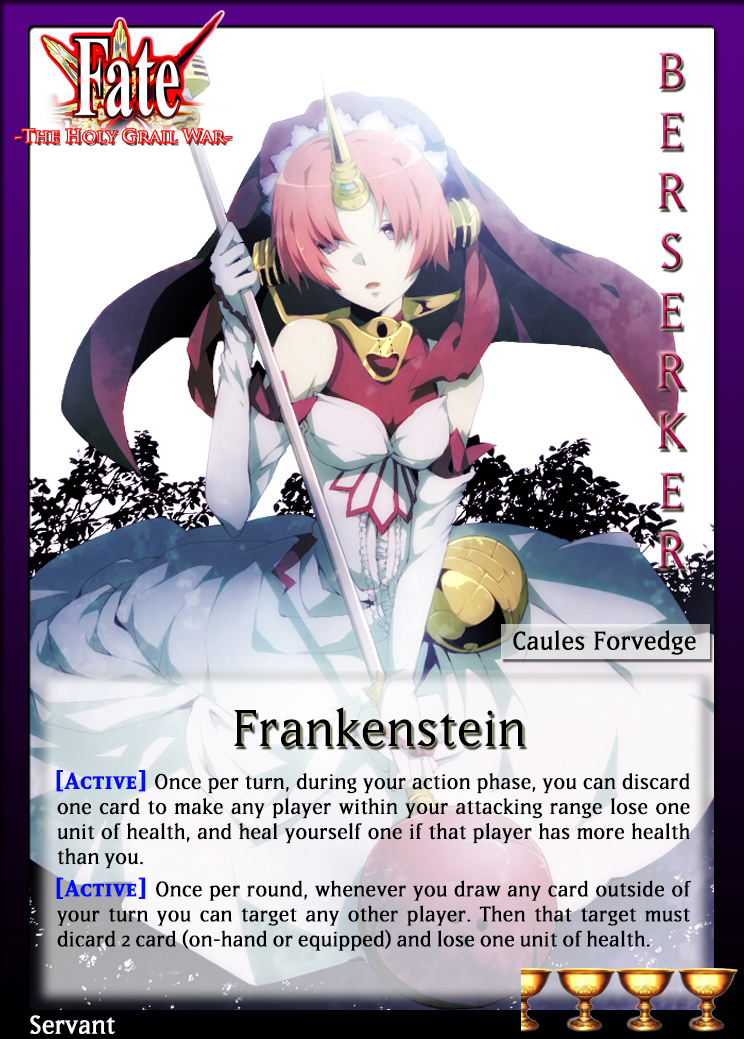 Fate
-THE HOLY GRAIL WAR-
BERSERKER
Caules Forvedge
Frankenstein
[ACTIVE] Once per turn, during your action phase, you can discard
one card to make any player within your attacking range lose one
unit of health, and heal yourself one if that player has more health
than you.
[ACTIVE] Once per round, whenever you draw any card outside of
your turn you can target any other player. Then that target must
dicard 2 card (on-hand or equipped) and lose one unit of health.
Servant